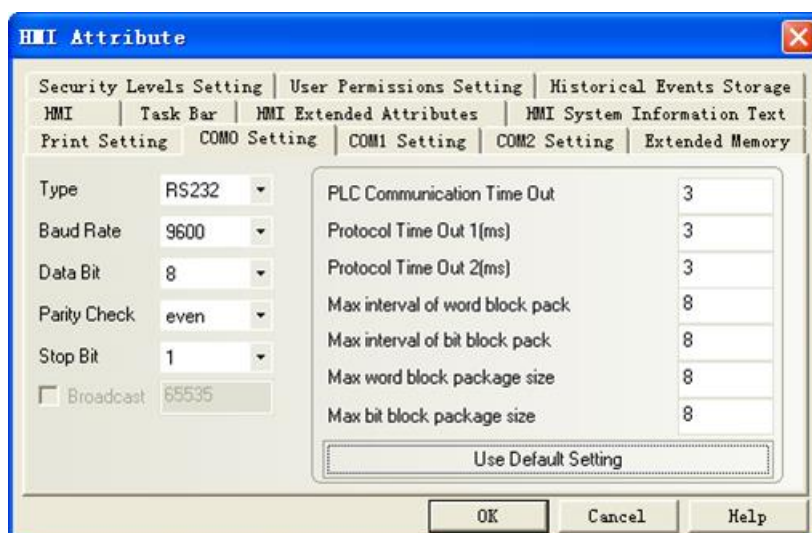 HMI Attribute
Security Levels Setting User Permissions Setting Historical Events Storage
HMI Task Bar HMI Extended Attributes HMI System Information Text
Print Setting COM0 Setting COM1 Setting COM2 Setting Extended Memory
Type RS232 PLC Communication Time Out 3
Baud Rate 9600 Protocol Time Out 1(ms) 3
Data Bit 8 Protocol Time Out 2(ms) 3
Parity Check even Max interval of word block pack 8
Stop Bit 1 Max interval of bit block pack 8
Broadcast 65535 Max word block package size 8
Max bit block package size 8
Use Default Setting
OK Cancel Help